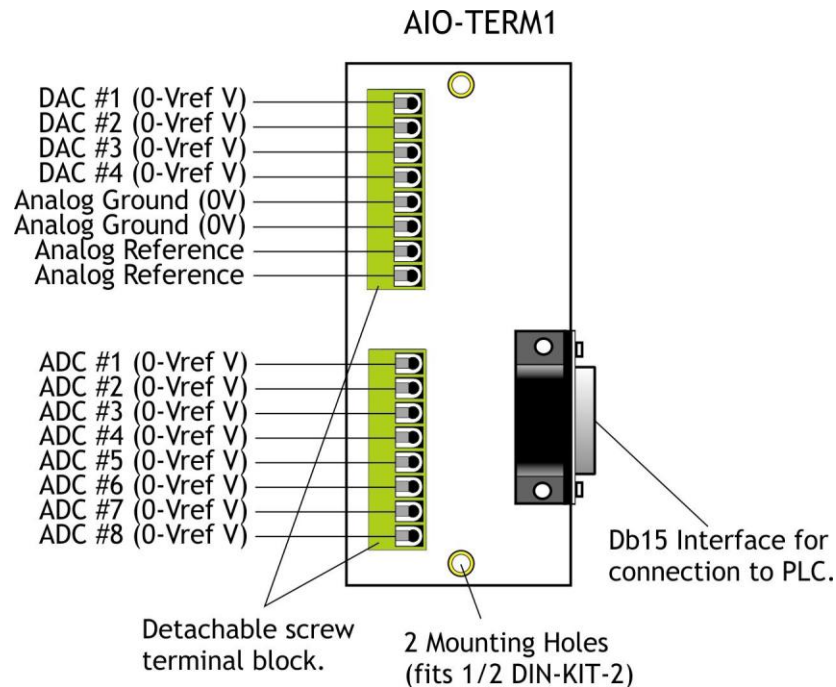 AIO-TERM1
DAC #1 (0-Vref V)
DAC #2 (0-Vref V)
DAC #3 (0-Vref V)
DAC #4 (0-Vref V)
Analog Ground (0V)
Analog Ground (0V)
Analog Reference
Analog Reference
ADC #1 (0-Vref V)
ADC #2 (0-Vref V)
ADC #3 (0-Vref V)
ADC #4 (0-Vref V)
ADC #5 (0-Vref V)
ADC #6 (0-Vref V)
ADC #7 (0-Vref V)
ADC #8 (0-Vref V)
Db15 Interface for
connection to PLC.
Detachable screw
terminal block.
2 Mounting Holes
(fits 1/2 DIN-KIT-2)